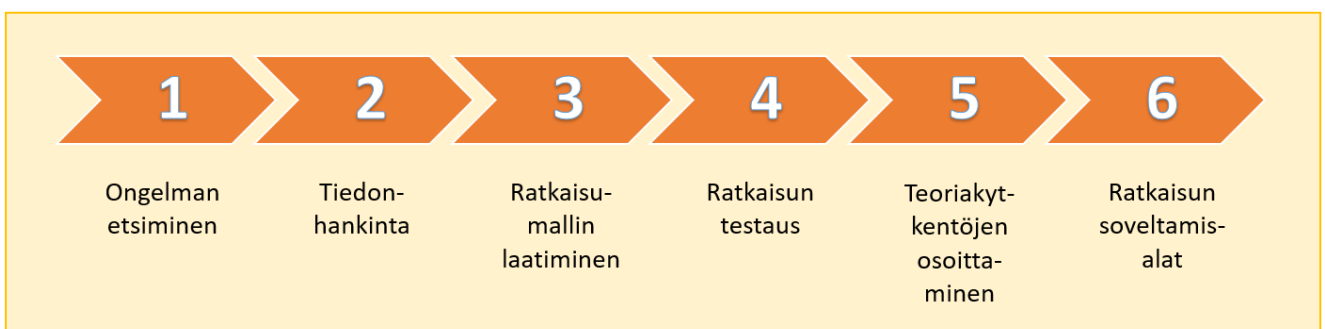 1 2 3 4 5 6
Ongelman
etsiminen
Tiedon-
hankinta
Ratkaisu-
mallin
laatiminen
Ratkaisun
testaus
Teoriakyt-
kentöjen
osoitta-
minen
Ratkaisun
soveltamis-
alat